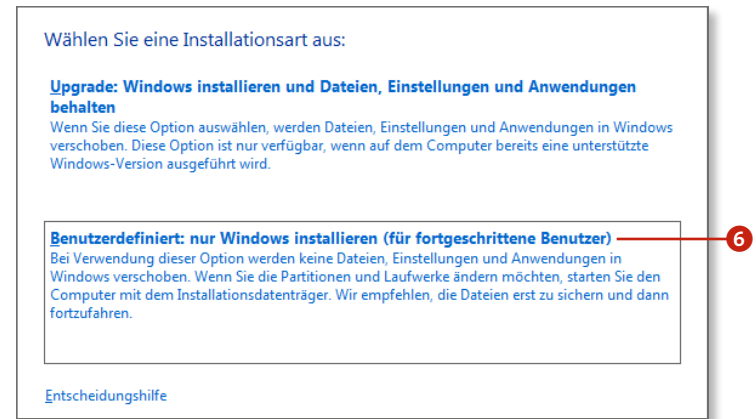 Wählen Sie eine Installationsart aus:
Upgrade: Windows installieren und Dateien, Einstellungen und Anwendungen
behalten
Wenn Sie diese Option auswählen, werden Dateien, Einstellungen und Anwendungen in Windows
verschoben. Diese Option ist nur verfügbar, wenn auf dem Computer bereits eine unterstützte
Windows-Version ausgeführt wird.
Benutzerdefiniert: nur Windows installieren (für fortgeschrittene Benutzer)
6
Bei Verwendung dieser Option werden keine Dateien, Einstellungen und Anwendungen in
Windows verschoben. Wenn Sie die Partitionen und Laufwerke ändern möchten, starten Sie den
Computer mit dem Installationsdatenträger. Wir empfehlen, die Dateien erst zu sichern und dann
fortzufahren.
Entscheidungshilfe